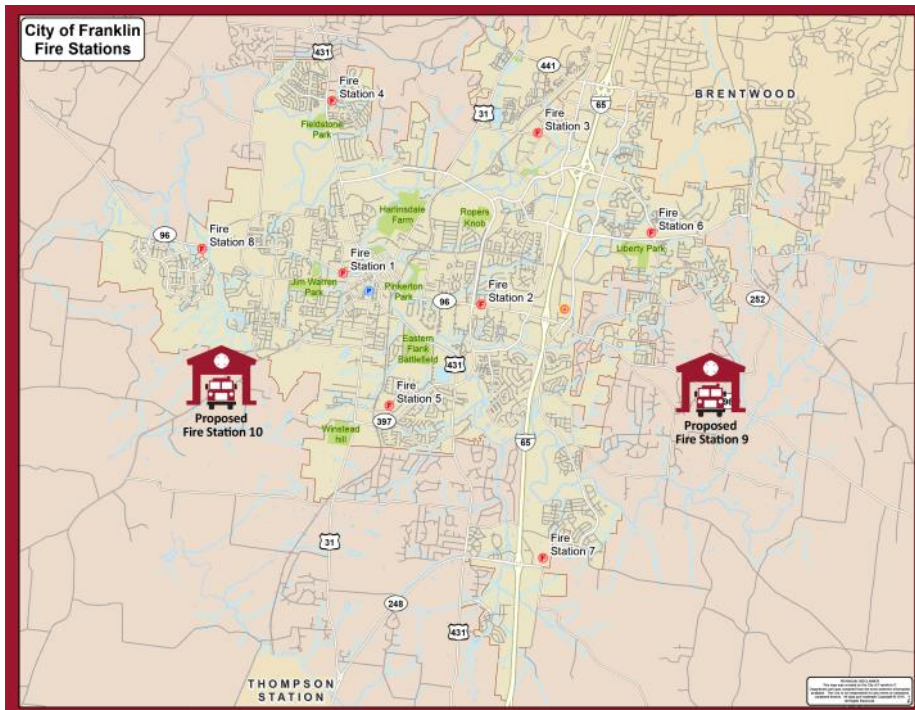 City of Franklin
Fire Stations
431
Fire
Station 4
441
65
BRENTWOOD
31
Fire
Station 3
Fieldstone
Park
Harlinsdale
Farm
Ropers
Knob
Fire
Station 6
96
Fire
Station 8
Liberty Park
Fire
Station 1
Jim Warren
Park
Pinkerton
Park
P
96
Fire
Station 2
252
Eastern
Flank
Battlefield
431
Fire
Station 5
397
Proposed
Fire Station 10
Proposed
Fire Station 9
Winstead
hill
65
31
Fire
Station 7
248
431
THOMPSON
STATION